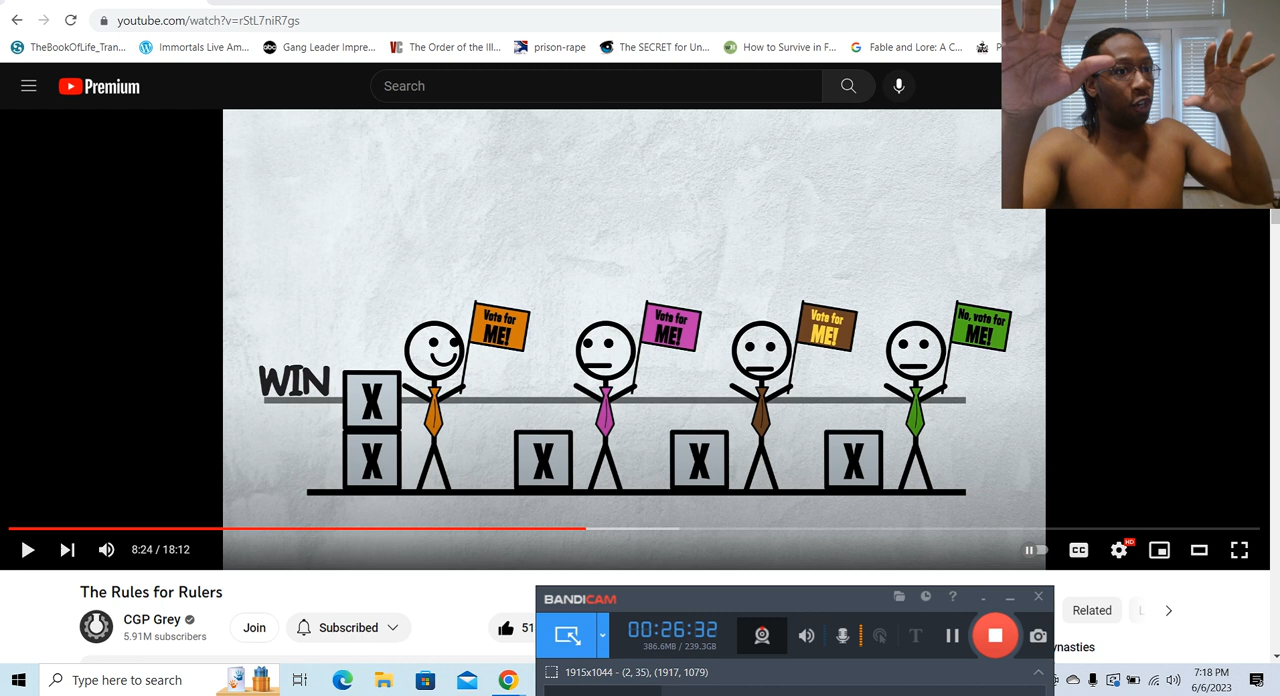 youtube.com/watch?v=rStL7niR7gs
TheBookOfLife_Tran... Immortals Live Am... Gang Leader Impre... The Order of the Ill... prison-rape The SECRET for Un... How to Survive in F... Fable and Lore: A C...
Premium
Search
Vote for ME!
Vote for ME!
Vote for ME!
No, vote for ME!
WIN
X
X X X X
8:24 / 18:12
CC
HD
The Rules for Rulers
CGP Grey
5.91M subscribers
Join
Subscribed
51
Related
BANDICAM
00:26:32
386.6MB / 239.3GB
1915x1044 - (2, 35), (1917, 1079)
ynasties
Type here to search
7:18 PM
6/6/2023